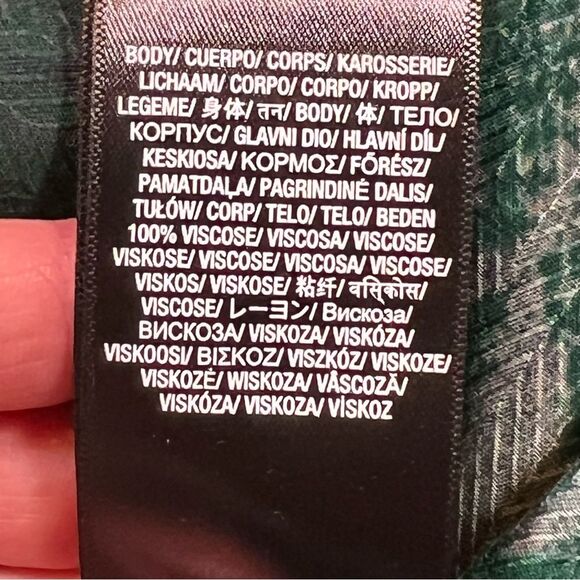 BODY/ CUERPO/ CORPS/ KAROSSERIE/
LICHAAM/ CORPO/ CORPO/ KROPP/
LEGEME/ 身体/ तन/ BODY/ 体/ ТЕЛО/
КОРПУС/ GLAVNI DIO/ HLAVNÍ DÍL/
KESKIOSA/ ΚΟΡΜΟΣ/ FŐRÉSZ/
PAMATDAĻA/ PAGRINDINĖ DALIS/
TUŁÓW/ CORP/ TELO/ TELO/ BEDEN
100% VISCOSE/ VISCOSA/ VISCOSE/
VISKOSE/ VISCOSE/ VISCOSA/ VISCOSE/
VISKOS/ VISKOSE/ 粘纤/ विस्कोस/
VISCOSE/ レーヨン/ Вискоза/
ВИСКОЗА/ VISKOZA/ VISKÓZA/
VISKOOSI/ ΒΙΣΚΟΖ/ VISZKÓZ/ VISKOZE/
VISKOZĖ/ WISKOZA/ VÂSCOZĂ/
VISKÓZA/ VISKOZA/ VİSKOZ